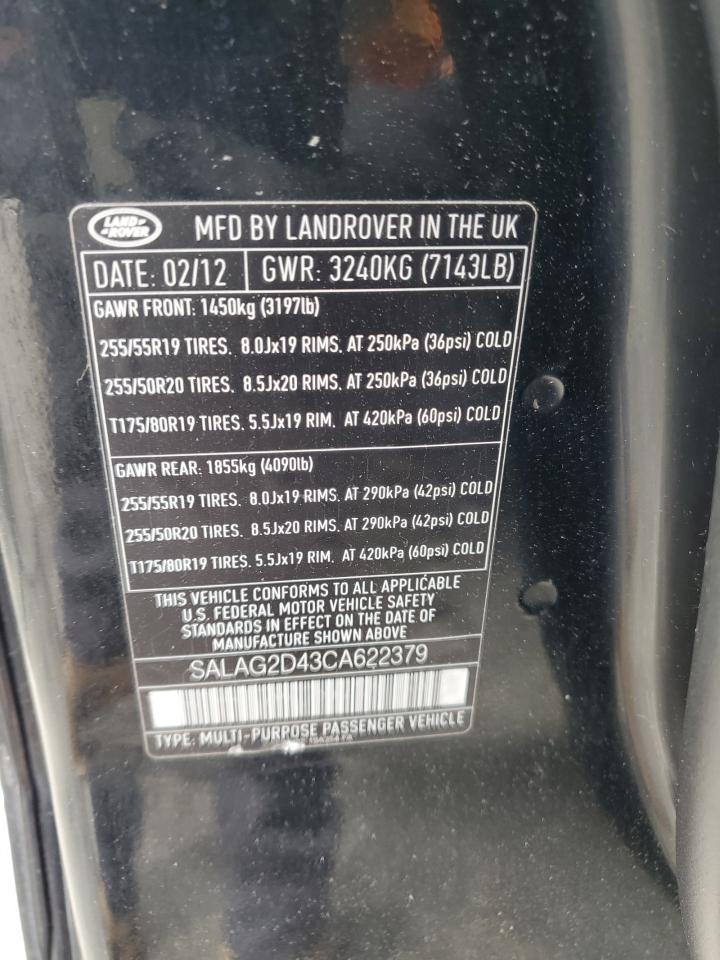 LAND ROVER MFD BY LANDROVER IN THE UK
DATE: 02/12 GWR: 3240KG (7143LB)
GAWR FRONT: 1450kg (3197lb)
255/55R19 TIRES. 8.0Jx19 RIMS. AT 250kPa (36psi) COLD
255/50R20 TIRES. 8.5Jx20 RIMS. AT 250kPa (36psi) COLD
T175/80R19 TIRES. 5.5Jx19 RIM. AT 420kPa (60psi) COLD
GAWR REAR: 1855kg (4090lb)
255/55R19 TIRES. 8.0Jx19 RIMS. AT 290kPa (42psi) COLD
255/50R20 TIRES. 8.5Jx20 RIMS. AT 290kPa (42psi) COLD
T175/80R19 TIRES. 5.5Jx19 RIM. AT 420kPa (60psi) COLD
THIS VEHICLE CONFORMS TO ALL APPLICABLE
U.S. FEDERAL MOTOR VEHICLE SAFETY
STANDARDS IN EFFECT ON THE DATE OF
MANUFACTURE SHOWN ABOVE
SALAG2D43CA622379
TYPE: MULTI-PURPOSE PASSENGER VEHICLE